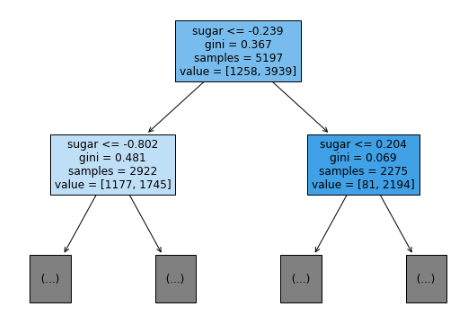 sugar <= -0.239
gini = 0.367
samples = 5197
value = [1258, 3939]
sugar <= -0.802
gini = 0.481
samples = 2922
value = [1177, 1745]
sugar <= 0.204
gini = 0.069
samples = 2275
value = [81, 2194]
(...)
(...)
(...)
(...)